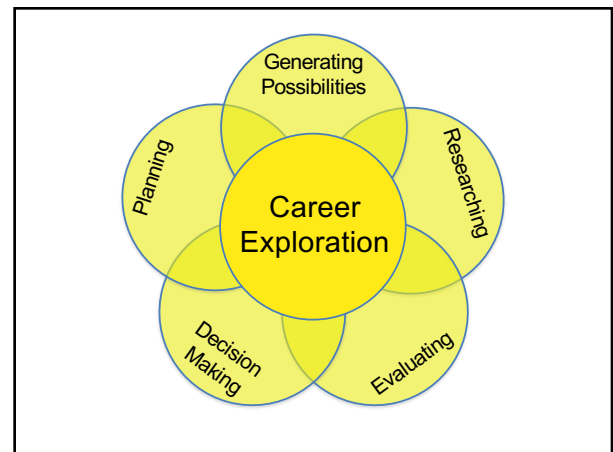 Generating
Possibilities
Researching
Evaluating
Decision
Making
Planning
Career
Exploration